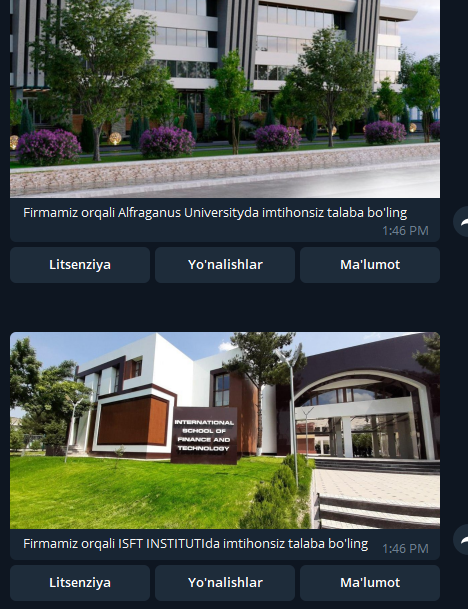 Firmamiz orqali Alfraganus Universityda imtihonsiz talaba bo'ling
1:46 PM
Litsenziya
Yo'nalishlar
Ma'lumot
INTERNATIONAL
SCHOOL OF
FINANCE AND
TECHNOLOGY
Firmamiz orqali ISFT INSTITUTIda imtihonsiz talaba bo'ling
1:46 PM
Litsenziya
Yo'nalishlar
Ma'lumot